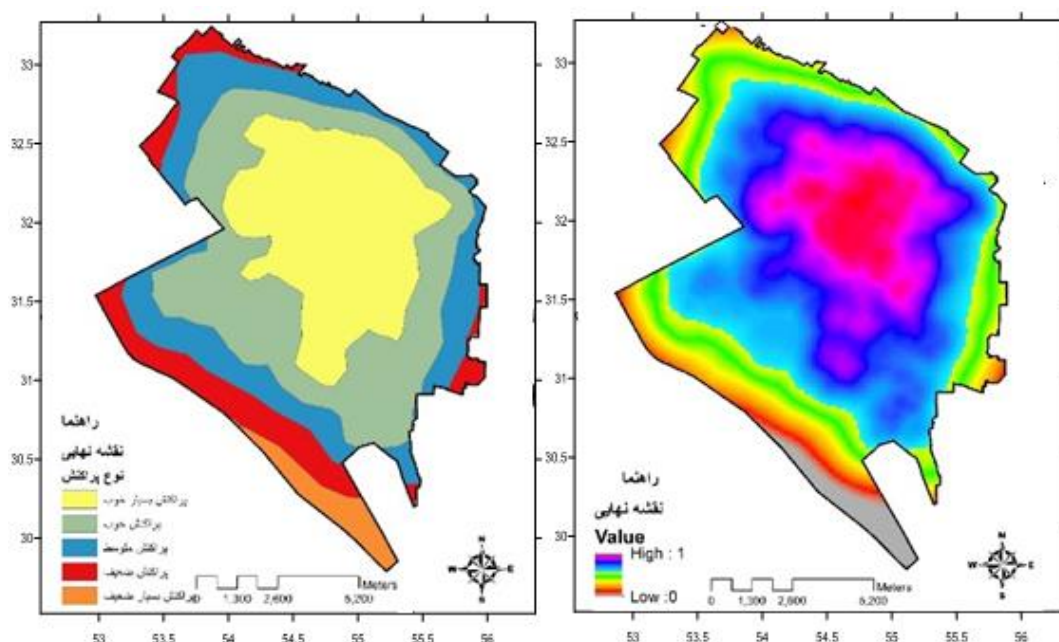 33
32.5
32
31.5
31
30.5
30
53
53.5
54
54.5
55
55.5
56
راهنما
نقشه نهایی
نوع پراکنش
پراکنش بسیار خوب
پراکنش خوب
پراکنش متوسط
پراکنش ضعیف
پراکنش بسیار ضعیف
N
W E
S
Meters
0 1,300 2,600 5,200
33
32.5
32
31.5
31
30.5
30
53
53.5
54
54.5
55
55.5
56
راهنما
نقشه نهایی
Value
High : 1
Low :0
N
W E
S
Meters
0 1,300 2,600 5,200